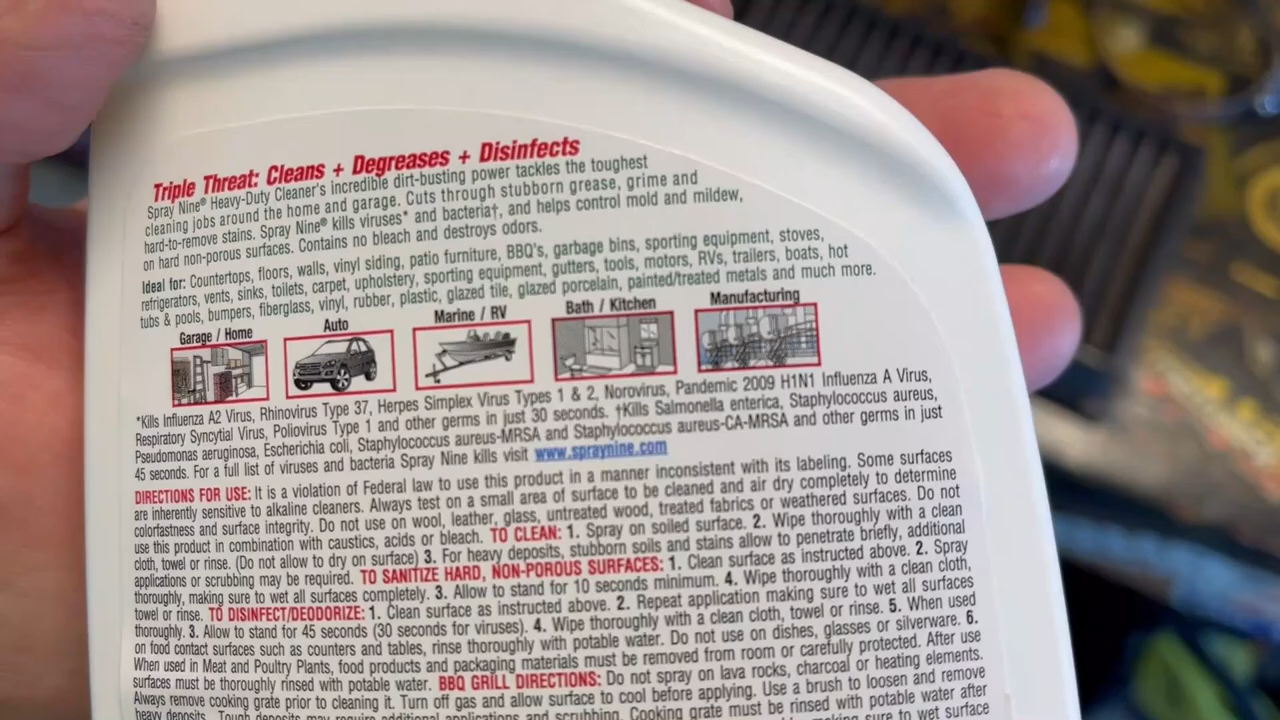 Triple Threat: Cleans + Degreases + Disinfects
Spray Nine® Heavy-Duty Cleaner's incredible dirt-busting power tackles the toughest
cleaning jobs around the home and garage. Cuts through stubborn grease, grime and
hard-to-remove stains. Spray Nine® kills viruses* and bacteria†, and helps control mold and mildew,
on hard non-porous surfaces. Contains no bleach and destroys odors.
Ideal for: Countertops, floors, walls, vinyl siding, patio furniture, BBQ's, garbage bins, sporting equipment, stoves,
refrigerators, vents, sinks, toilets, carpet, upholstery, sporting equipment, gutters, tools, motors, RVs, trailers, boats, hot
tubs & pools, bumpers, fiberglass, vinyl, rubber, plastic, glazed tile, glazed porcelain, painted/treated metals and much more.
Garage / Home Auto Marine / RV Bath / Kitchen Manufacturing
*Kills Influenza A2 Virus, Rhinovirus Type 37, Herpes Simplex Virus Types 1 & 2, Norovirus, Pandemic 2009 H1N1 Influenza A Virus,
Respiratory Syncytial Virus, Poliovirus Type 1 and other germs in just 30 seconds. †Kills Salmonella enterica, Staphylococcus aureus,
Pseudomonas aeruginosa, Escherichia coli, Staphylococcus aureus-MRSA and Staphylococcus aureus-CA-MRSA and other germs in just
45 seconds. For a full list of viruses and bacteria Spray Nine kills visit www.spraynine.com
DIRECTIONS FOR USE: It is a violation of Federal law to use this product in a manner inconsistent with its labeling. Some surfaces
are inherently sensitive to alkaline cleaners. Always test on a small area of surface to be cleaned and air dry completely to determine
colorfastness and surface integrity. Do not use on wool, leather, glass, untreated wood, treated fabrics or weathered surfaces. Do not
use this product in combination with caustics, acids or bleach. TO CLEAN: 1. Spray on soiled surface. 2. Wipe thoroughly with a clean
cloth, towel or rinse. (Do not allow to dry on surface) 3. For heavy deposits, stubborn soils and stains allow to penetrate briefly, additional
applications or scrubbing may be required. TO SANITIZE HARD, NON-POROUS SURFACES: 1. Clean surface as instructed above. 2. Spray
thoroughly, making sure to wet all surfaces completely. 3. Allow to stand for 10 seconds minimum. 4. Wipe thoroughly with a clean cloth,
towel or rinse. TO DISINFECT/DEODORIZE: 1. Clean surface as instructed above. 2. Repeat application making sure to wet all surfaces
thoroughly. 3. Allow to stand for 45 seconds (30 seconds for viruses). 4. Wipe thoroughly with a clean cloth, towel or rinse. 5. When used
on food contact surfaces such as counters and tables, rinse thoroughly with potable water. Do not use on dishes, glasses or silverware. 6.
When used in Meat and Poultry Plants, food products and packaging materials must be removed from room or carefully protected. After use
surfaces must be thoroughly rinsed with potable water. BBQ GRILL DIRECTIONS: Do not spray on lava rocks, charcoal or heating elements.
Always remove cooking grate prior to cleaning it. Turn off gas and allow surface to cool before applying. Use a brush to loosen and remove
heavy deposits. Tough deposits may require additional applications and scrubbing. Cooking grate must be rinsed with potable water after
making sure to wet surface